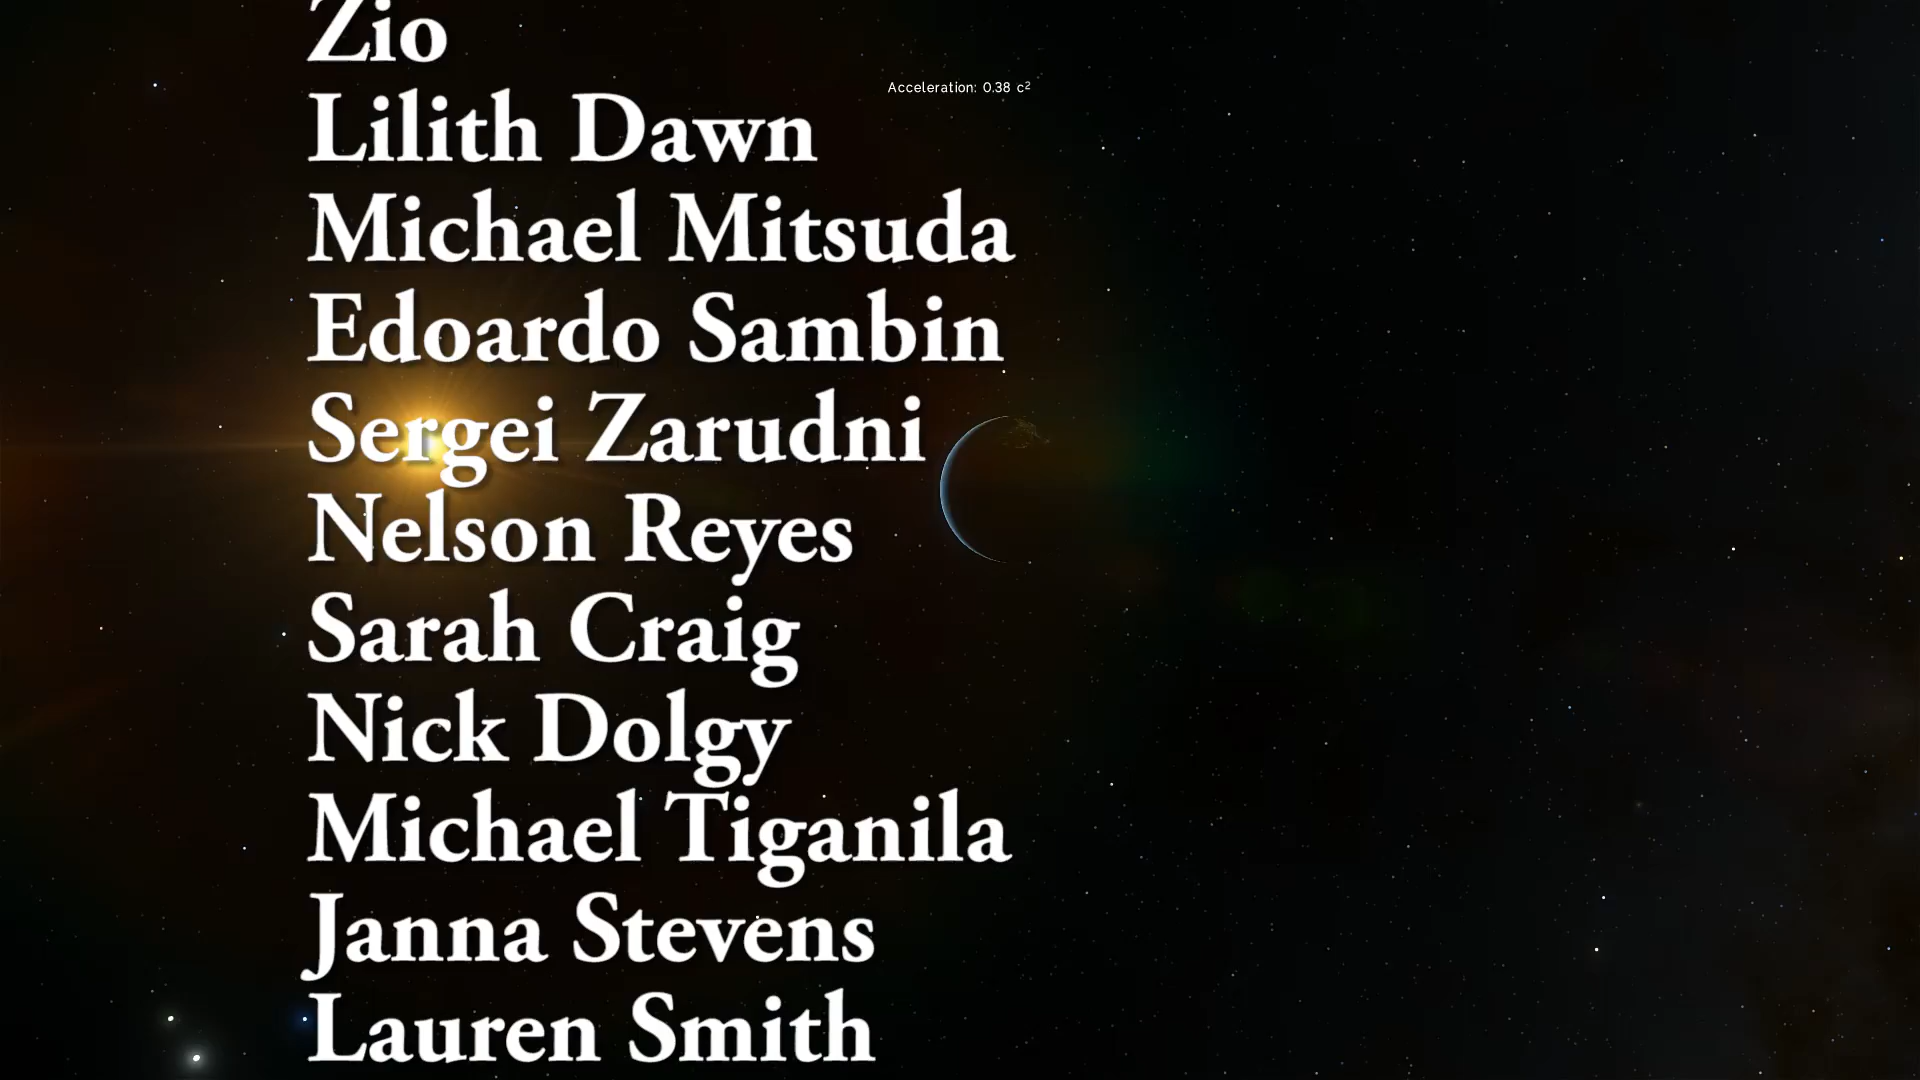 Zio
Acceleration: 0.38 c²
Lilith Dawn
Michael Mitsuda
Edoardo Sambin
Sergei Zarudni
Nelson Reyes
Sarah Craig
Nick Dolgy
Michael Tiganila
Janna Stevens
Lauren Smith